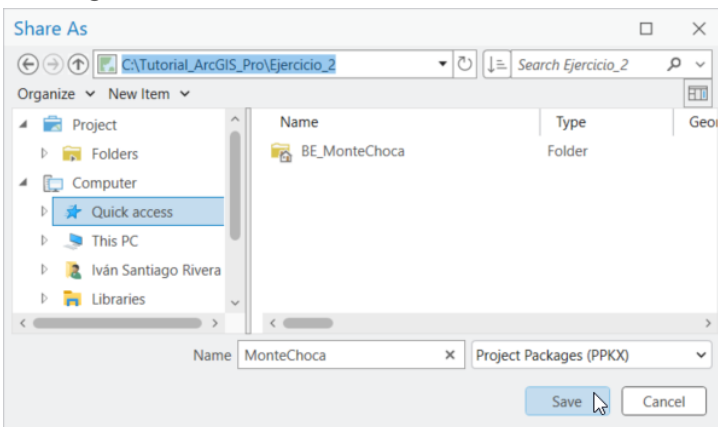 Share As
C:\Tutorial_ArcGIS_Pro\Ejercicio_2
Search Ejercicio_2
Organize New Item
Project
Folders
Computer
Quick access
This PC
Iván Santiago Rivera
Libraries
Name Type Geo
BE_MonteChoca Folder
Name MonteChoca Project Packages (PPKX)
Save Cancel